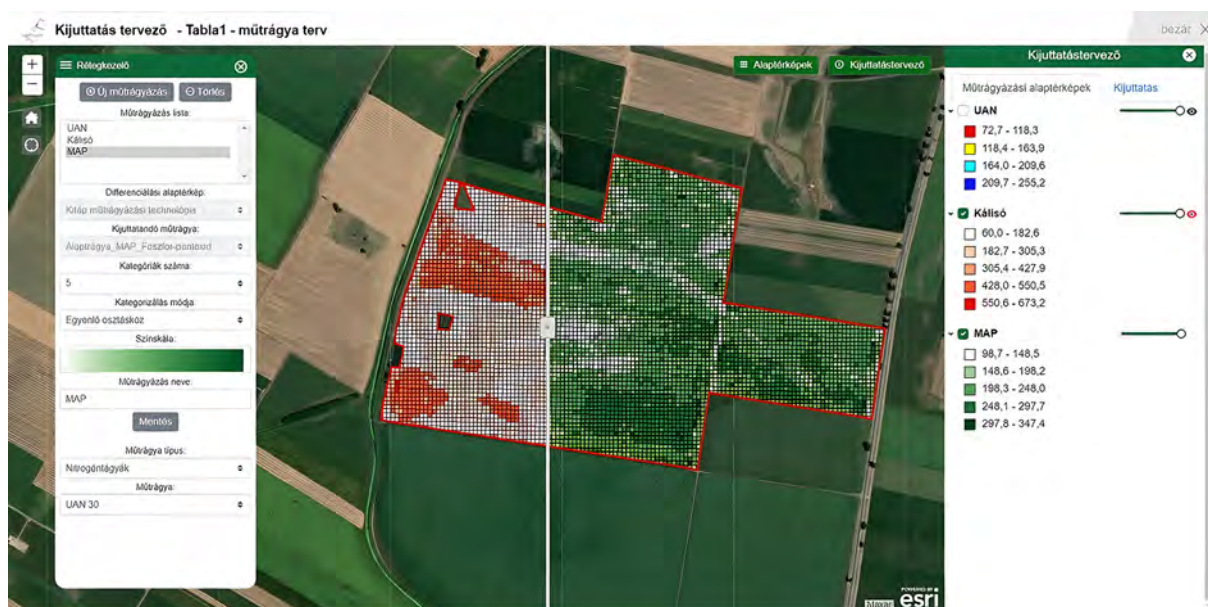 Kijuttatás tervező - Tabla1 - műtrágya terv
bezár
Rétegkezelő
Új műtrágyázás
Törlés
Műtrágyázás lista:
UAN
Kálisó
MAP
Differenciálási alaptérkép:
Kitáp műtrágyázási technológia
Kijuttatandó műtrágya:
Alaptrágya_MAP_Foszfor-pentoxid
Kategóriák száma:
5
Kategorizálás módja:
Egyenlő osztásköz
Színskála:
Műtrágyázás neve:
MAP
Mentés
Műtrágya típus:
Nitrogéntágyák
Műtrágya:
UAN 30
Alaptérképek
Kijuttatástervező
Kijuttatástervező
Műtrágyázási alaptérképek
Kijuttatás
UAN
72,7 - 118,3
118,4 - 163,9
164,0 - 209,6
209,7 - 255,2
Kálisó
60,0 - 182,6
182,7 - 305,3
305,4 - 427,9
428,0 - 550,5
550,6 - 673,2
MAP
98,7 - 148,5
148,6 - 198,2
198,3 - 248,0
248,1 - 297,7
297,8 - 347,4
Maxar
POWERED BY
esri